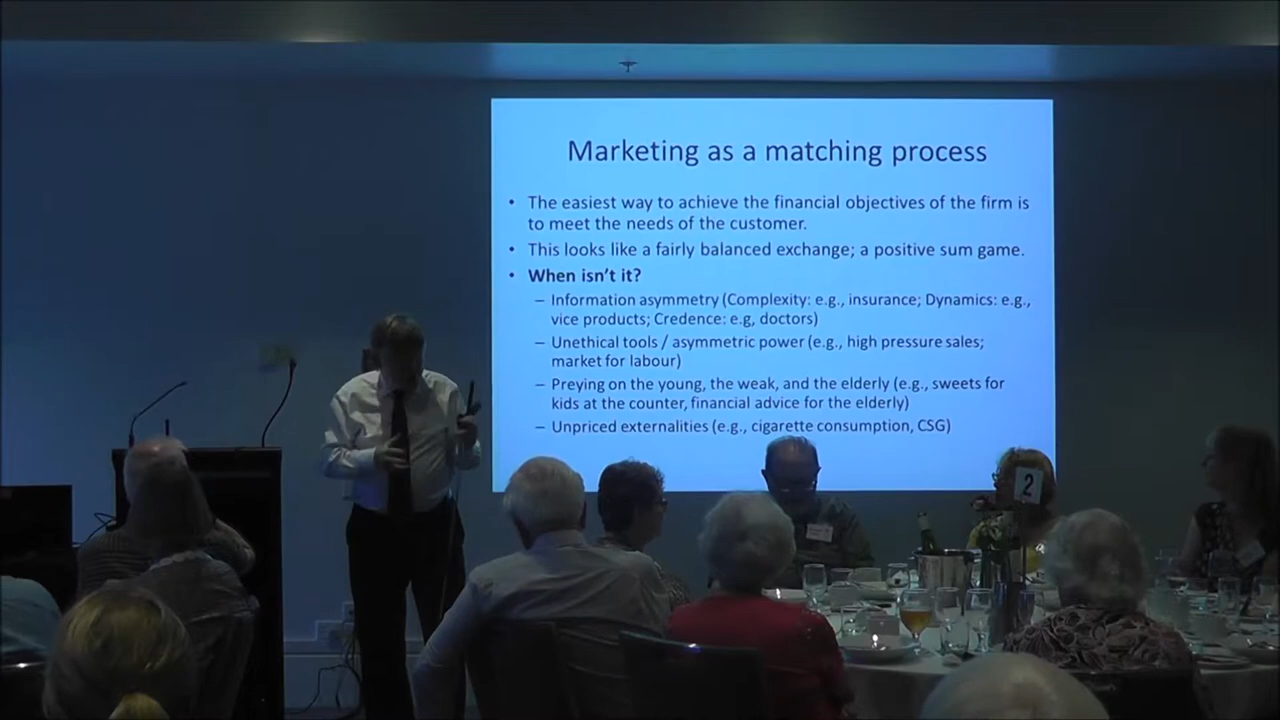 Marketing as a matching process
• The easiest way to achieve the financial objectives of the firm is
to meet the needs of the customer.
• This looks like a fairly balanced exchange; a positive sum game.
• When isn't it?
– Information asymmetry (Complexity: e.g., insurance; Dynamics: e.g.,
vice products; Credence: e.g, doctors)
– Unethical tools / asymmetric power (e.g., high pressure sales;
market for labour)
– Preying on the young, the weak, and the elderly (e.g., sweets for
kids at the counter, financial advice for the elderly)
– Unpriced externalities (e.g., cigarette consumption, CSG)
2